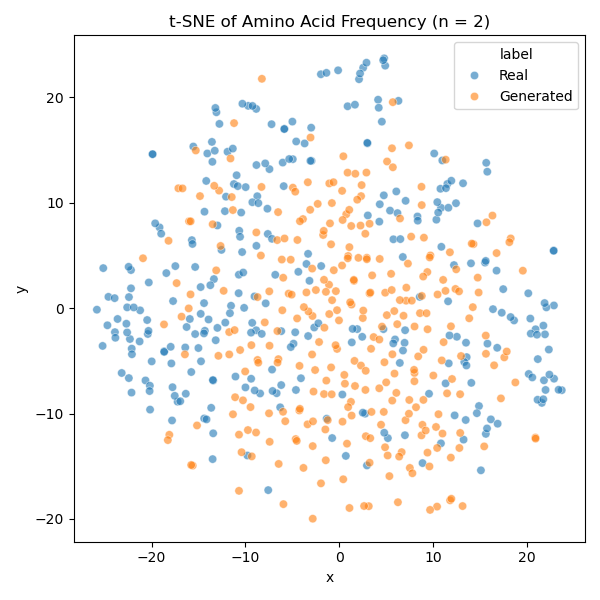 t-SNE of Amino Acid Frequency (n = 2)
label
Real
Generated
20
10
0
−10
−20
y
−20
−10
0
10
20
x